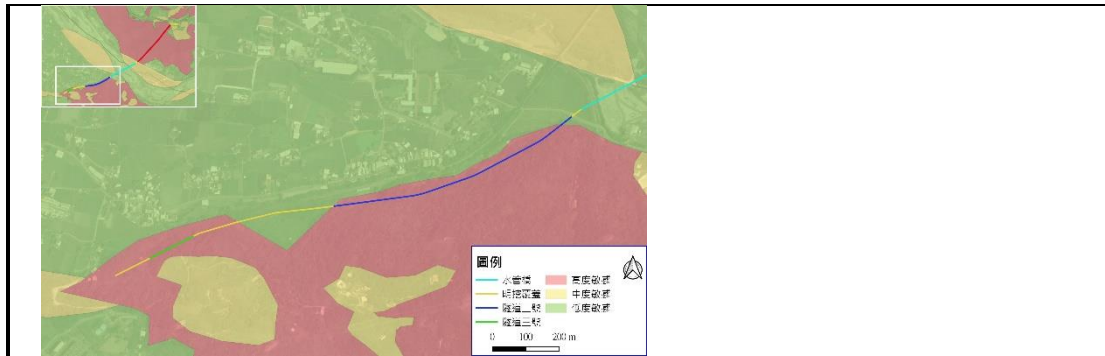 圖例
水管橋
高度敏感
明挖覆蓋
中度敏感
隧道二號
低度敏感
隧道三號
0 100 200 m